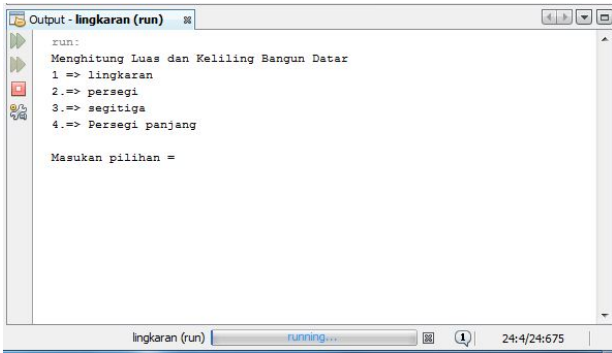 Output - lingkaran (run)
run:
Menghitung Luas dan Keliling Bangun Datar
1 => lingkaran
2.=> persegi
3.=> segitiga
4.=> Persegi panjang
Masukan pilihan =
lingkaran (run) running... 1 24:4/24:675